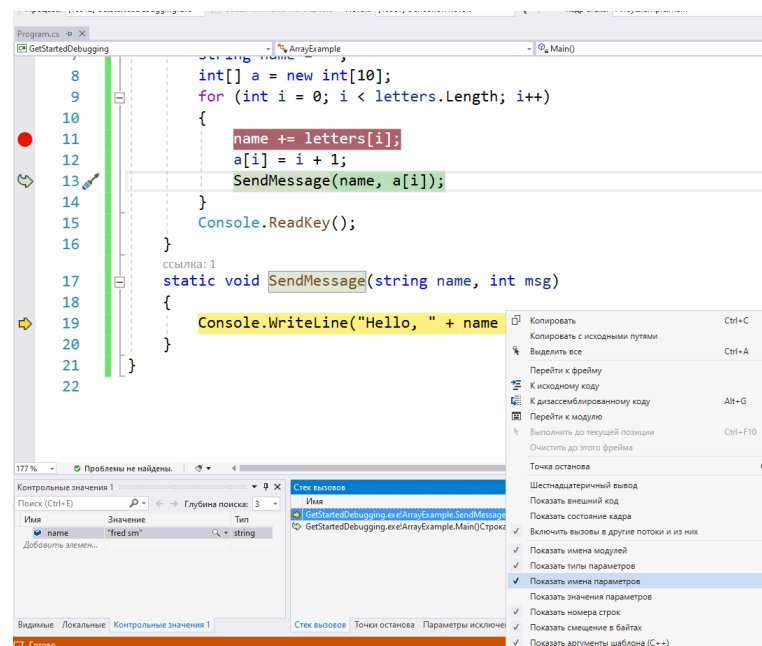 Program.cs
GetStartedDebugging ArrayExample Main()
7 string name =
8 int[] a = new int[10];
9 for (int i = 0; i < letters.Length; i++)
10 {
11 name += letters[i];
12 a[i] = i + 1;
13 SendMessage(name, a[i]);
14 }
15 Console.ReadKey();
16 }
ссылка: 1
17 static void SendMessage(string name, int msg)
18 {
19 Console.WriteLine("Hello, " + name
20 }
21 }
22
177 % Проблемы не найдены.
Контрольные значения 1
Поиск (Ctrl+E) Глубина поиска: 3
Имя Значение Тип
name "fred sm" string
Добавить элемен...
Видимые Локальные Контрольные значения 1
Стек вызовов
Имя
GetStartedDebugging.exe!ArrayExample.SendMessage
GetStartedDebugging.exe!ArrayExample.Main()Строка
Стек вызовов Точки останова Параметры исключе
Копировать Ctrl+C
Копировать с исходными путями
Выделить все Ctrl+A
Перейти к фрейму
К исходному коду
К дизассемблированному коду Alt+G
Перейти к модулю
Выполнить до текущей позиции Ctrl+F10
Очистить до этого фрейма
Точка останова
Шестнадцатеричный вывод
Показать внешний код
Показать состояние кадра
Включить вызовы в другие потоки и из них
Показать имена модулей
Показать типы параметров
Показать имена параметров
Показать значения параметров
Показать номера строк
Показать смещение в байтах
Показать аргументы шаблона (C++)
Готово